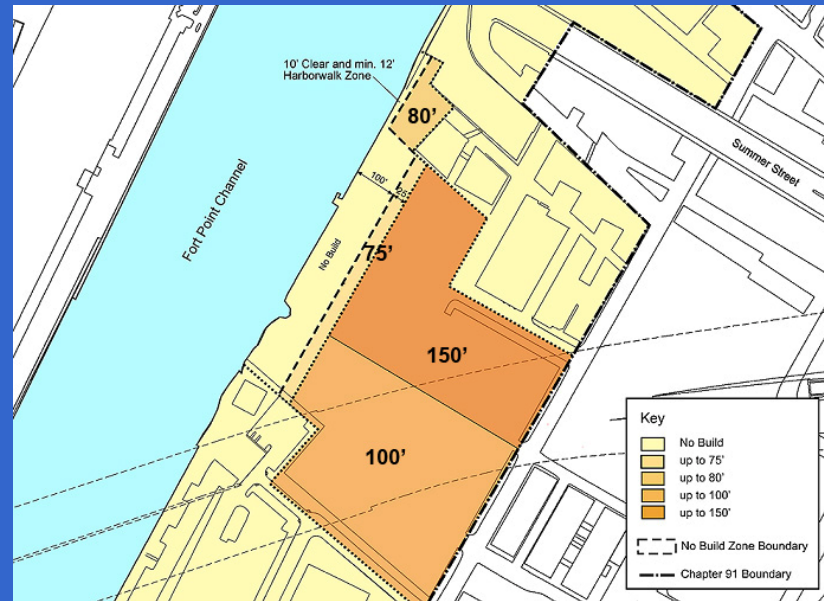 10' Clear and min. 12'
Harborwalk Zone
80'
Summer Street
100'
25'
Fort Point Channel
No Build
75'
150'
100'
Key
No Build
up to 75'
up to 80'
up to 100'
up to 150'
No Build Zone Boundary
Chapter 91 Boundary